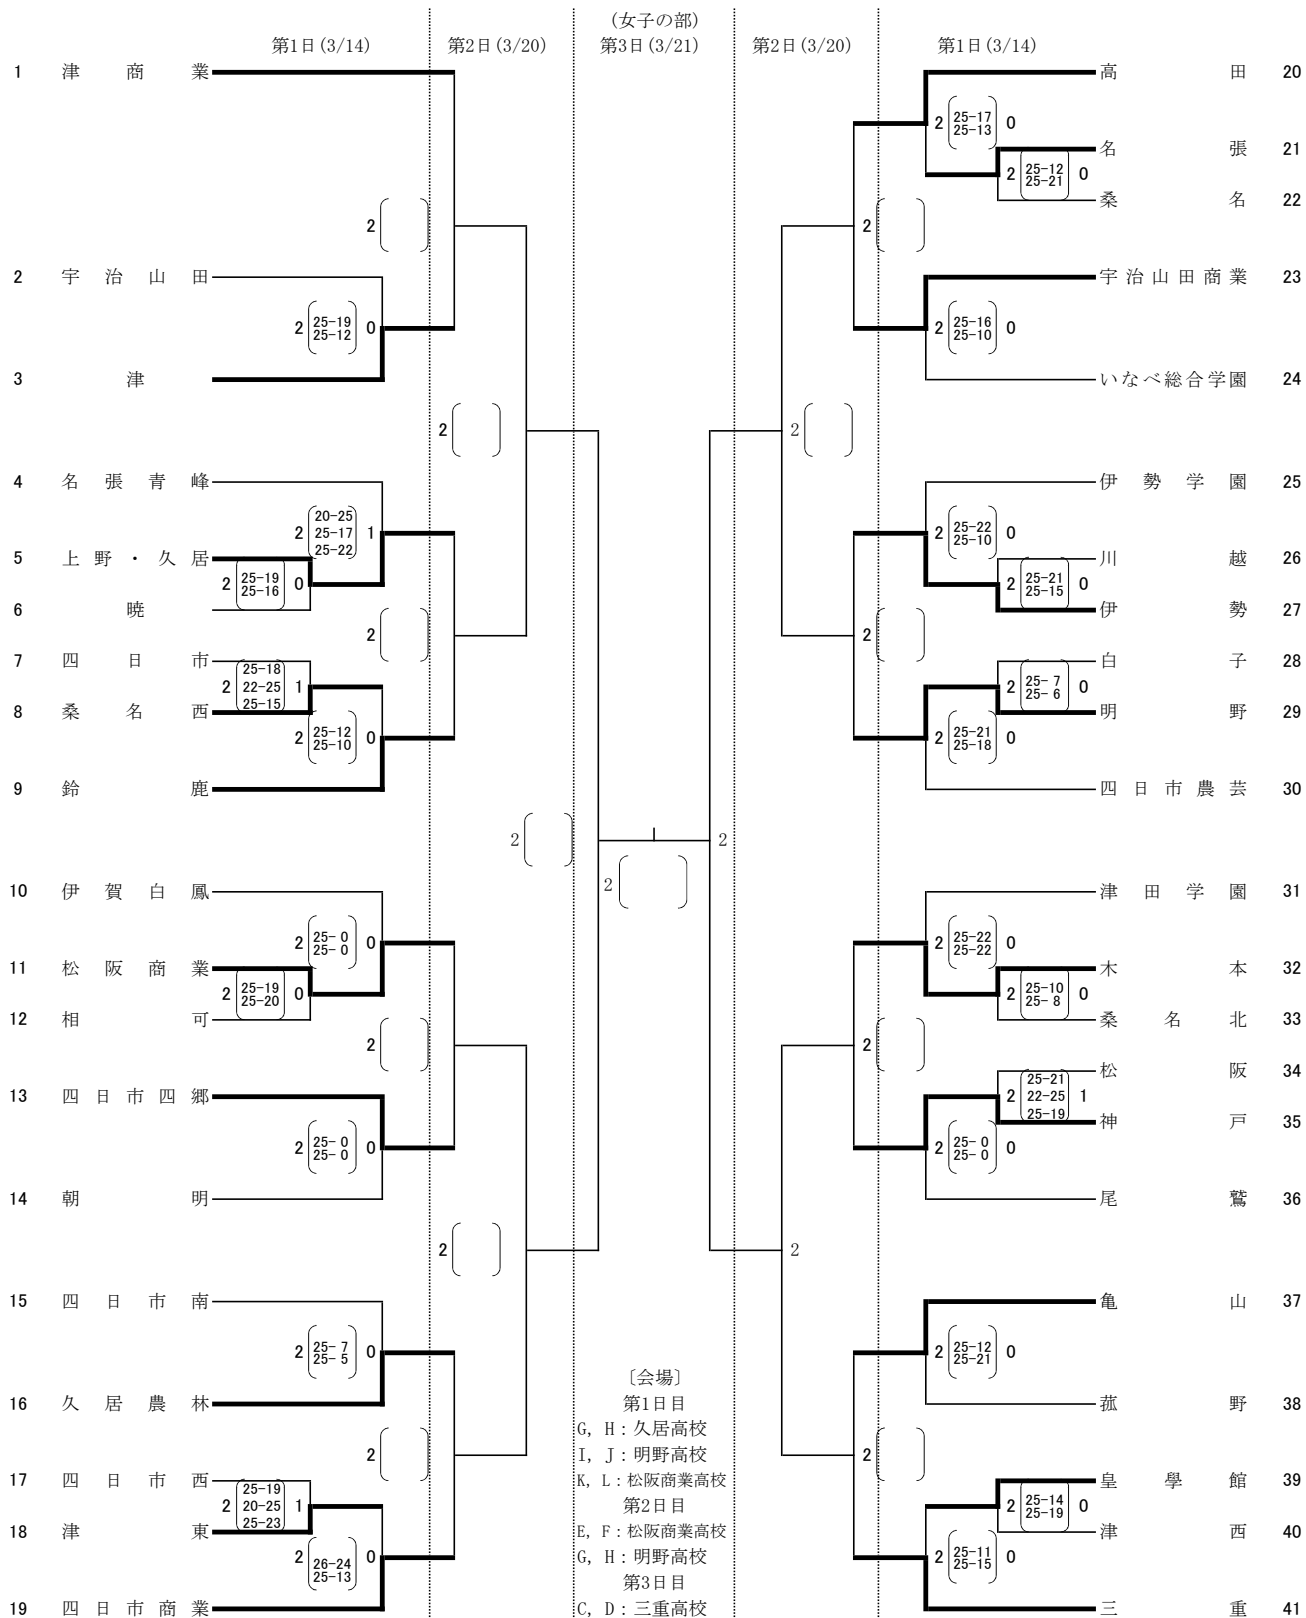 (女子の部)
第1日(3/14) 第2日(3/20) 第3日(3/21) 第2日(3/20) 第1日(3/14)
1 津商業 高田 20
2 25-17 25-13 0
名張 21
2 25-12 25-21 0
桑名 22
2 2
2 宇治山田 宇治山田商業 23
2 25-19 25-12 0 2 25-16 25-10 0
3 津 いなべ総合学園 24
2 2
4 名張青峰 伊勢学園 25
2 20-25 25-17 25-22 1 2 25-22 25-10 0
5 上野・久居 川越 26
2 25-19 25-16 0 2 25-21 25-15 0
6 暁 伊勢 27
2 2
7 四日市 白子 28
2 25-18 22-25 25-15 1 2 25-7 25-6 0
8 桑名西 明野 29
2 25-12 25-10 0 2 25-21 25-18 0
9 鈴鹿 四日市農芸 30
2 2
2
10 伊賀白鳳 津田学園 31
2 25-0 25-0 0 2 25-22 25-22 0
11 松阪商業 木本 32
2 25-19 25-20 0 2 25-10 25-8 0
12 相可 桑名北 33
2 2
松阪 34
2 25-21 22-25 25-19 1
13 四日市四郷 神戸 35
2 25-0 25-0 0 2 25-0 25-0 0
14 朝明 尾鷲 36
2 2
15 四日市南 亀山 37
2 25-7 25-5 0 2 25-12 25-21 0
16 久居農林 菰野 38
2 2
17 四日市西 皇學館 39
2 25-19 20-25 25-23 1 2 25-14 25-19 0
18 津東 津西 40
2 26-24 25-13 0 2 25-11 25-15 0
19 四日市商業 三重 41
〔会場〕
第1日目
G, H：久居高校
I, J：明野高校
K, L：松阪商業高校
第2日目
E, F：松阪商業高校
G, H：明野高校
第3日目
C, D：三重高校